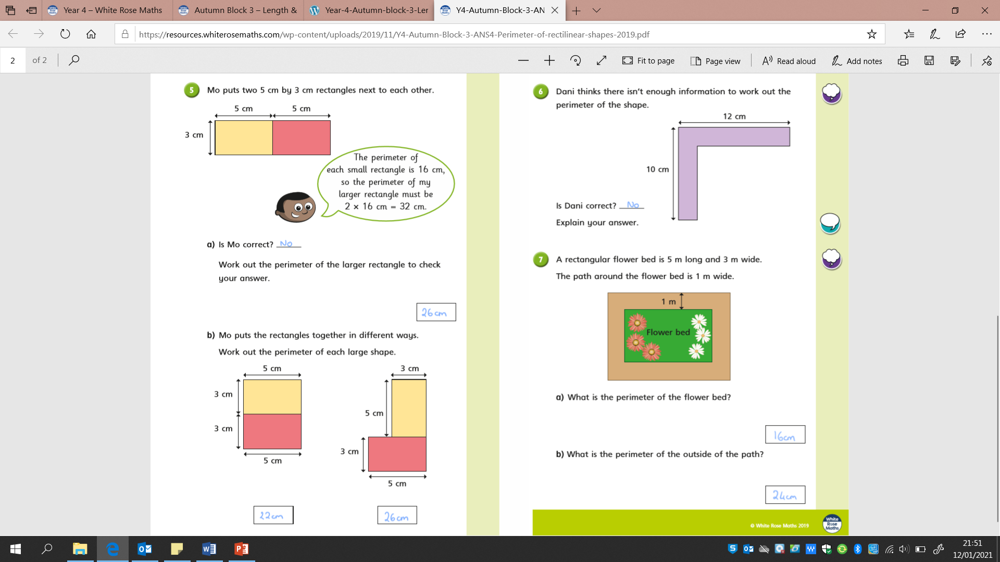 Year 4 – White Rose Maths
Autumn Block 3 – Length &
Year-4-Autumn-block-3-Ler
Y4-Autumn-Block-3-AN
https://resources.whiterosemaths.com/wp-content/uploads/2019/11/Y4-Autumn-Block-3-ANS4-Perimeter-of-rectilinear-shapes-2019.pdf
2 of 2
Fit to page
Page view
Read aloud
Add notes
5 Mo puts two 5 cm by 3 cm rectangles next to each other.
5 cm 5 cm
3 cm
The perimeter of
each small rectangle is 16 cm,
so the perimeter of my
larger rectangle must be
2 × 16 cm = 32 cm.
a) Is Mo correct? No
Work out the perimeter of the larger rectangle to check
your answer.
26cm
b) Mo puts the rectangles together in different ways.
Work out the perimeter of each large shape.
5 cm
3 cm
3 cm
5 cm
3 cm
5 cm
3 cm
5 cm
22cm
26cm
6 Dani thinks there isn't enough information to work out the
perimeter of the shape.
12 cm
10 cm
Is Dani correct? No
Explain your answer.
7 A rectangular flower bed is 5 m long and 3 m wide.
The path around the flower bed is 1 m wide.
1 m
Flower bed
a) What is the perimeter of the flower bed?
16cm
b) What is the perimeter of the outside of the path?
24cm
© White Rose Maths 2019
White
Rose
Maths
21:51
12/01/2021